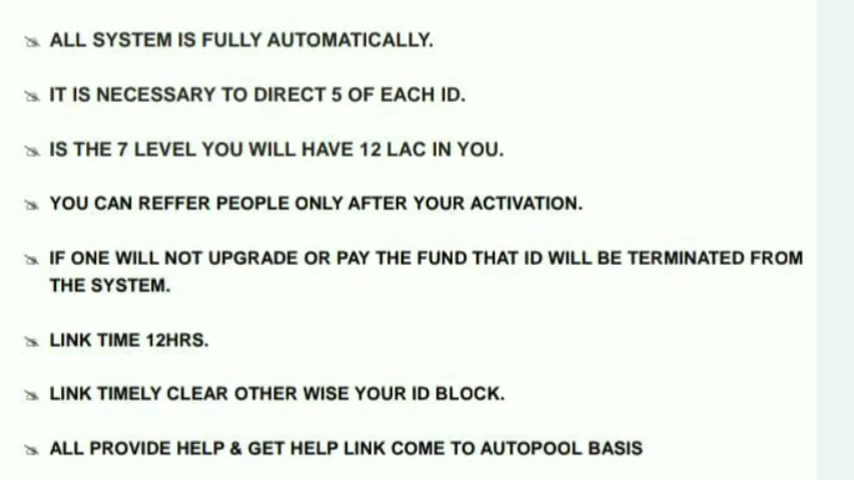 ALL SYSTEM IS FULLY AUTOMATICALLY.
IT IS NECESSARY TO DIRECT 5 OF EACH ID.
IS THE 7 LEVEL YOU WILL HAVE 12 LAC IN YOU.
YOU CAN REFFER PEOPLE ONLY AFTER YOUR ACTIVATION.
IF ONE WILL NOT UPGRADE OR PAY THE FUND THAT ID WILL BE TERMINATED FROM
THE SYSTEM.
LINK TIME 12HRS.
LINK TIMELY CLEAR OTHER WISE YOUR ID BLOCK.
ALL PROVIDE HELP & GET HELP LINK COME TO AUTOPOOL BASIS